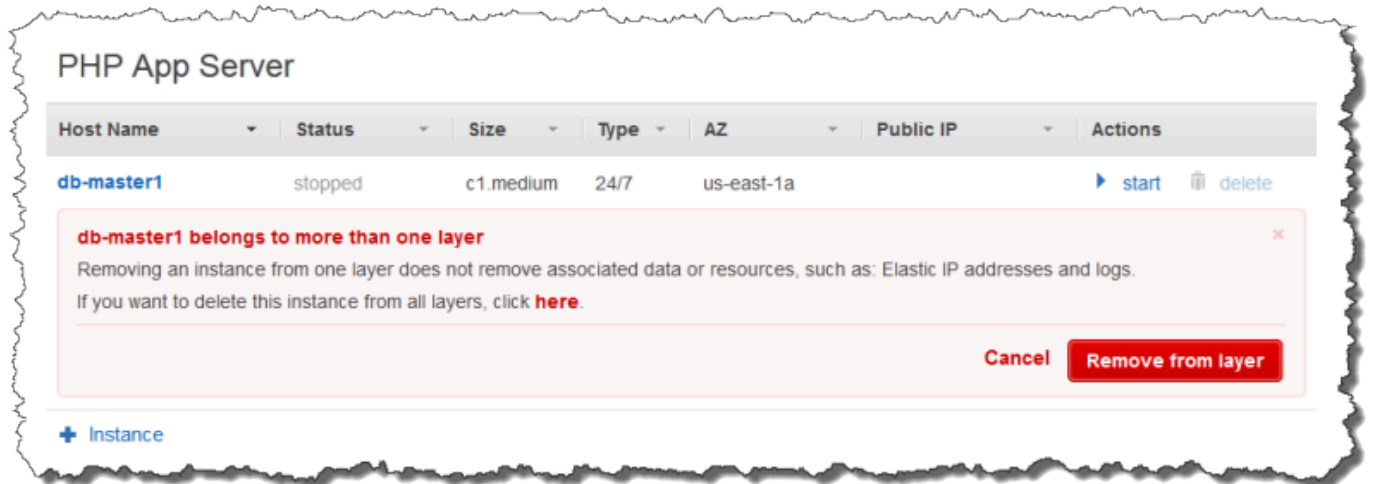 PHP App Server
Host Name Status Size Type AZ Public IP Actions
db-master1 stopped c1.medium 24/7 us-east-1a start delete
db-master1 belongs to more than one layer
Removing an instance from one layer does not remove associated data or resources, such as: Elastic IP addresses and logs.
If you want to delete this instance from all layers, click here.
Cancel Remove from layer
Instance